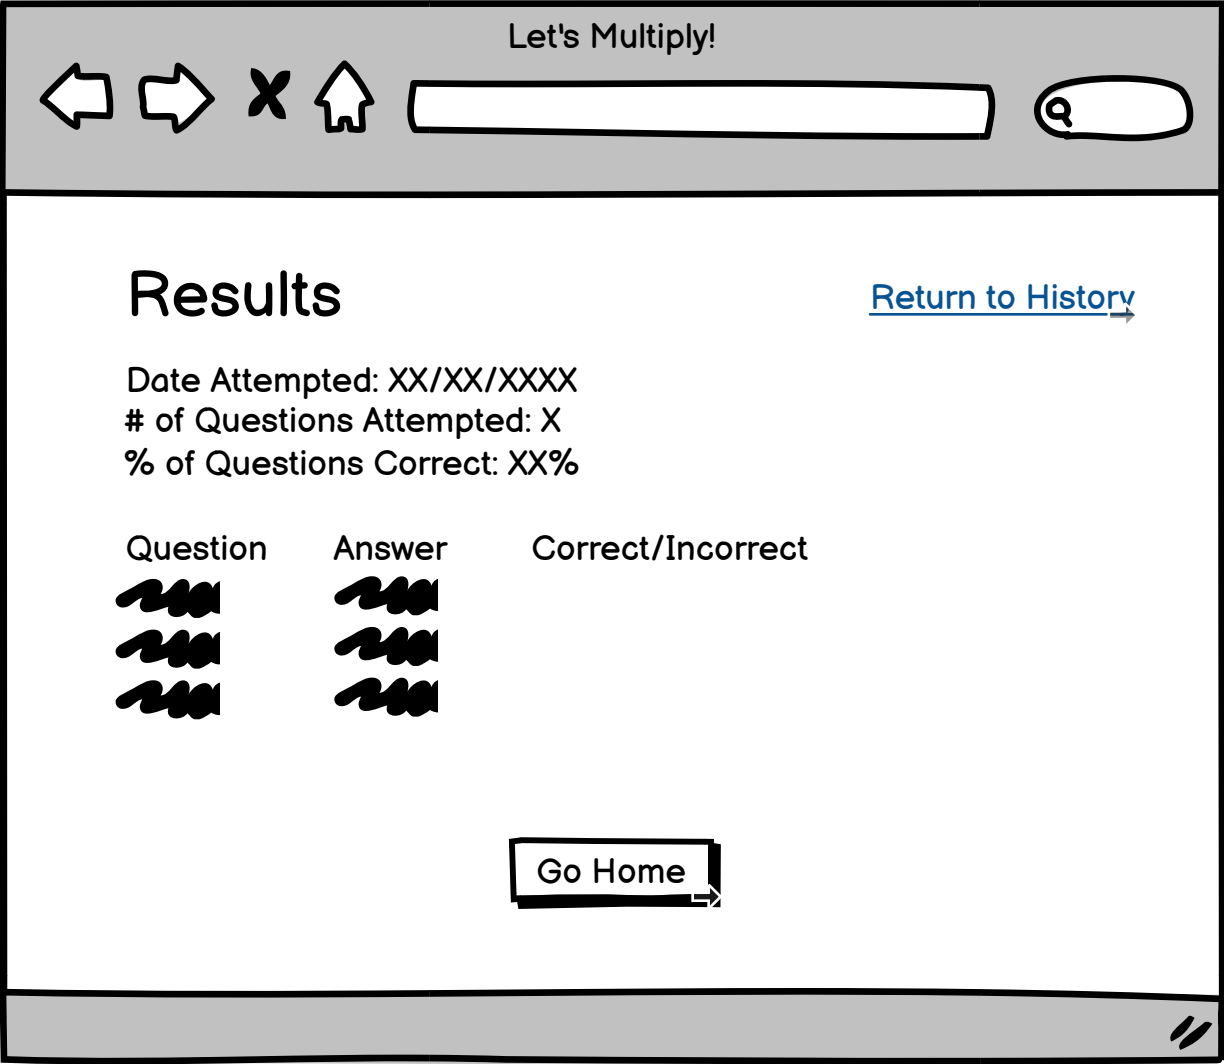 Let's Multiply!
Results
Return to History
Date Attempted: XX/XX/XXXX
# of Questions Attempted: X
% of Questions Correct: XX%
Question Answer Correct/Incorrect
Go Home